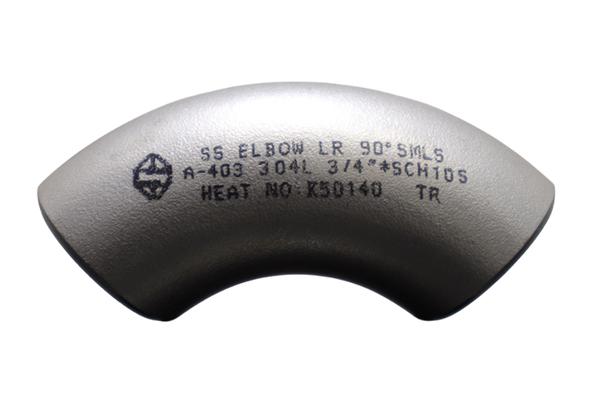 SS ELBOW LR 90° SMLS
A-403 304L 3/4"*SCH10S
HEAT NO:K50140 TR